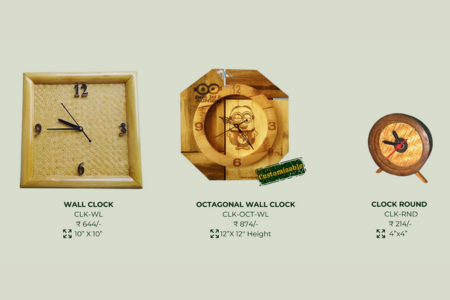 12
9
3
6
12
9
3
6
Customizable
WALL CLOCK
CLK-WL
₹ 644/-
10" X 10"
OCTAGONAL WALL CLOCK
CLK-OCT-WL
₹ 874/-
12"X 12" Height
CLOCK ROUND
CLK-RND
₹ 214/-
4"x4"